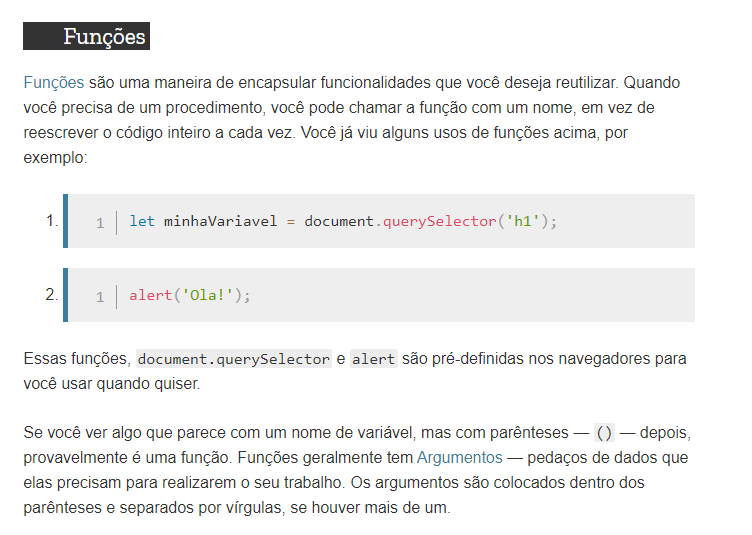 Funções
Funções são uma maneira de encapsular funcionalidades que você deseja reutilizar. Quando
você precisa de um procedimento, você pode chamar a função com um nome, em vez de
reescrever o código inteiro a cada vez. Você já viu alguns usos de funções acima, por
exemplo:
1. 1 let minhaVariavel = document.querySelector('h1');
2. 1 alert('Ola!');
Essas funções, document.querySelector e alert são pré-definidas nos navegadores para
você usar quando quiser.
Se você ver algo que parece com um nome de variável, mas com parênteses — () — depois,
provavelmente é uma função. Funções geralmente tem Argumentos — pedaços de dados que
elas precisam para realizarem o seu trabalho. Os argumentos são colocados dentro dos
parênteses e separados por vírgulas, se houver mais de um.